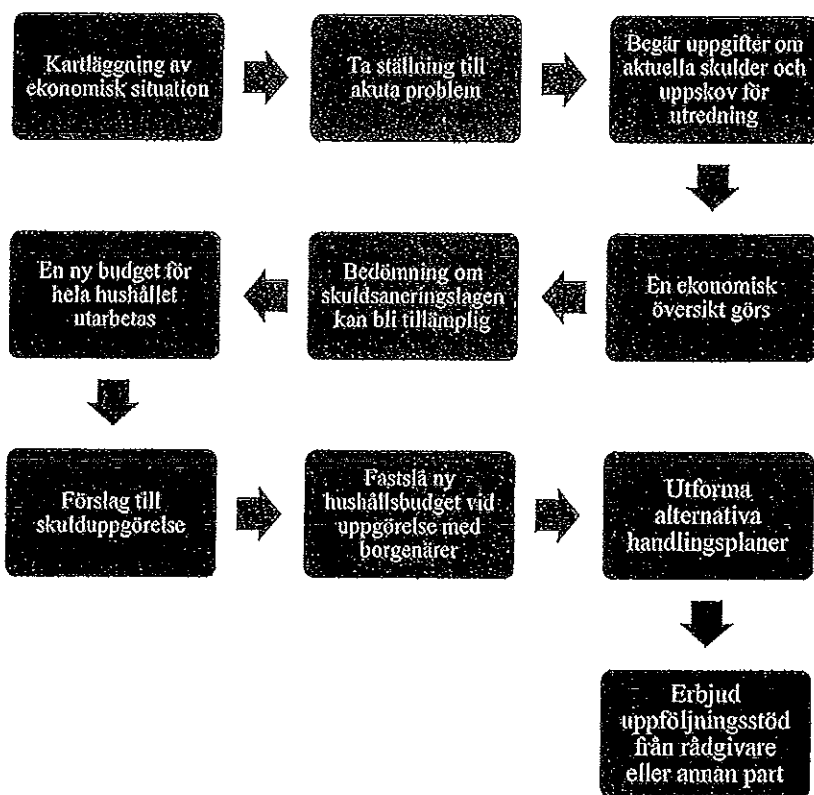 Kartläggning av
ekonomisk situation
Ta ställning till
akuta problem
Begär uppgifter om
aktuella skulder och
uppskov för
utredning
En ekonomisk
översikt görs
Bedömning om
skuldsaneringslagen
kan bli tillämplig
En ny budget för
hela hushållet
utarbetas
Förslag till
skulduppgörelse
Fastslå ny
hushållsbudget vid
uppgörelse med
borgenärer
Utforma
alternativa
handlingsplaner
Erbjud
uppföljningsstöd
från rådgivare
eller annan part